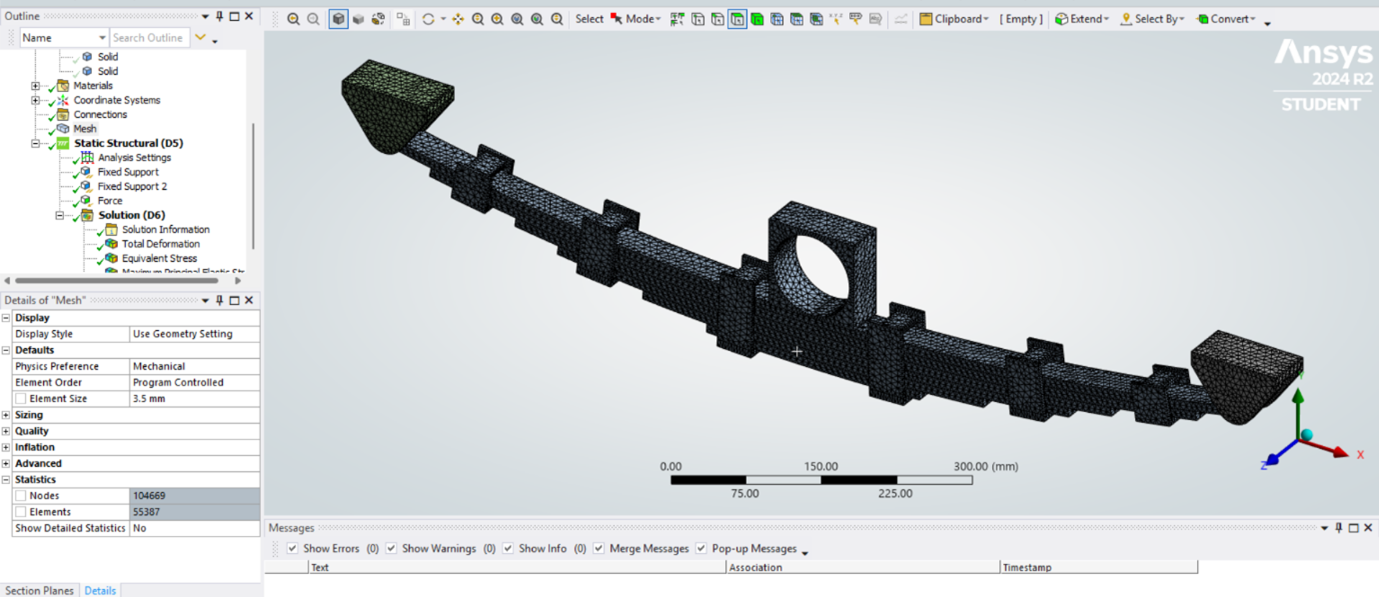 Outline
Name Search Outline
Solid
Solid
Materials
Coordinate Systems
Connections
Mesh
Static Structural (D5)
Analysis Settings
Fixed Support
Fixed Support 2
Force
Solution (D6)
Solution Information
Total Deformation
Equivalent Stress
Maximum Principal Elastic Str
Details of "Mesh"
Display
Display Style Use Geometry Setting
Defaults
Physics Preference Mechanical
Element Order Program Controlled
Element Size 3.5 mm
Sizing
Quality
Inflation
Advanced
Statistics
Nodes 104669
Elements 55387
Show Detailed Statistics No
Section Planes Details
Select Mode Clipboard [ Empty ] Extend Select By Convert
Ansys
2024 R2
STUDENT
0.00 150.00 300.00 (mm)
75.00 225.00
Y
X
Z
Messages
Show Errors (0) Show Warnings (0) Show Info (0) Merge Messages Pop-up Messages
Text Association Timestamp